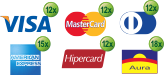 12x 12x 12x
VISA MasterCard
15x 12x 18x
AMERICAN EXPRESS Hipercard Aura